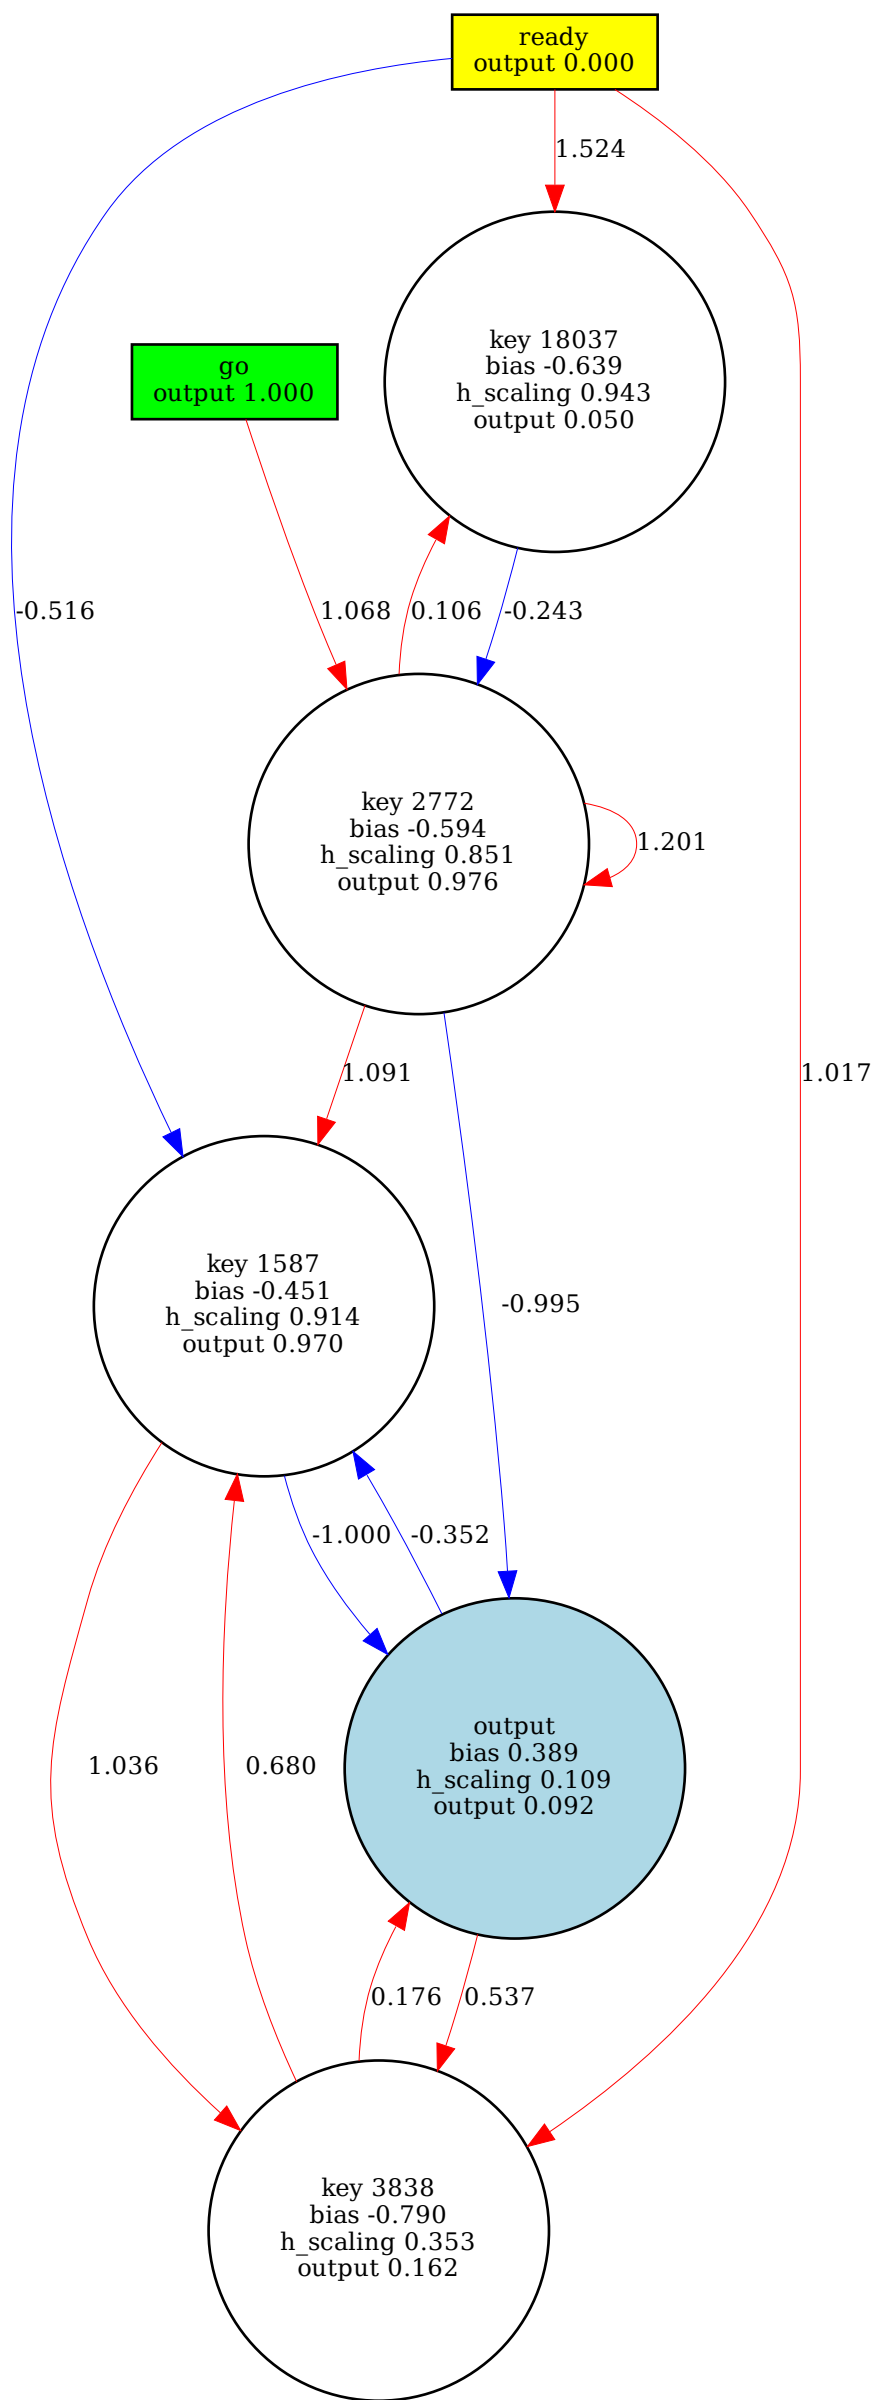 ready
output 0.000
1.524
key 18037
bias -0.639
h_scaling 0.943
output 0.050
go
output 1.000
-0.516
1.068
0.106
-0.243
key 2772
bias -0.594
h_scaling 0.851
output 0.976
1.201
1.091
1.017
key 1587
bias -0.451
h_scaling 0.914
output 0.970
-0.995
-1.000
-0.352
output
bias 0.389
h_scaling 0.109
output 0.092
1.036
0.680
0.176
0.537
key 3838
bias -0.790
h_scaling 0.353
output 0.162